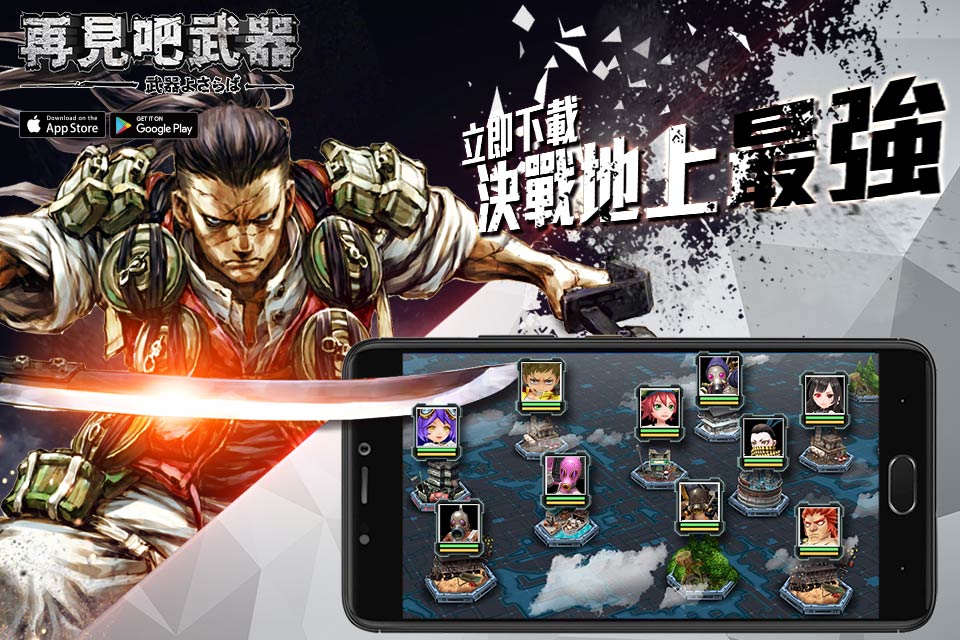 再見吧武器
武器よさらば
Download on the
App Store
GET IT ON
Google Play
立即下載
決戰地上最強